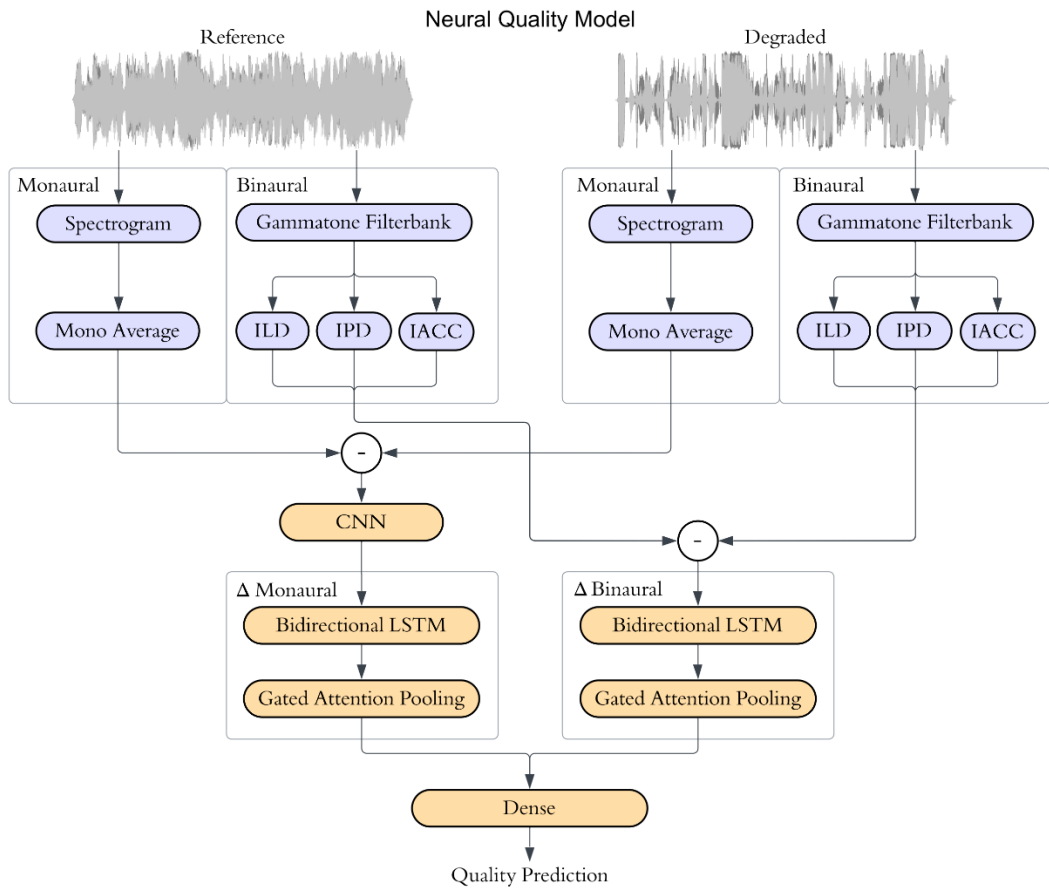 Neural Quality Model
Reference
Degraded
Monaural
Binaural
Monaural
Binaural
Spectrogram
Gammatone Filterbank
Spectrogram
Gammatone Filterbank
Mono Average
ILD
IPD
IACC
Mono Average
ILD
IPD
IACC
-
CNN
-
Δ Monaural
Δ Binaural
Bidirectional LSTM
Bidirectional LSTM
Gated Attention Pooling
Gated Attention Pooling
Dense
Quality Prediction